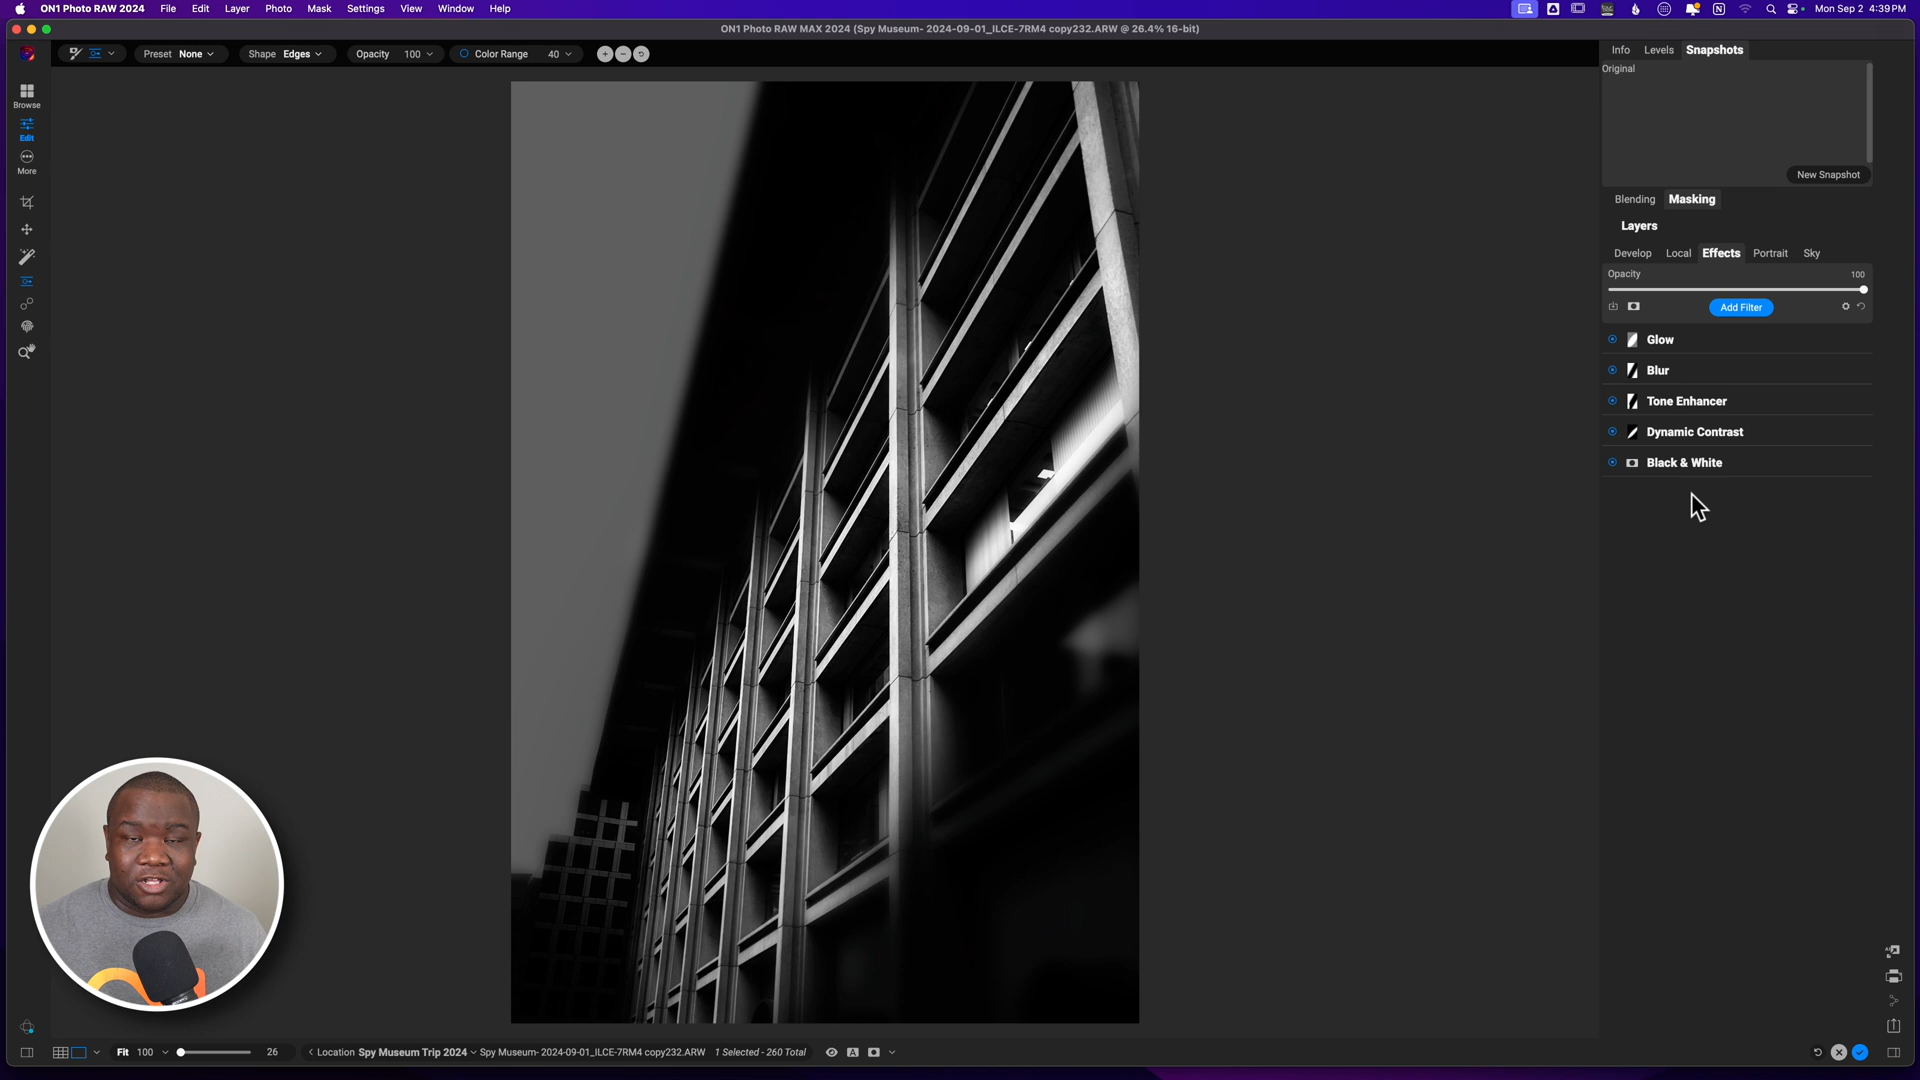 ON1 Photo RAW 2024 File Edit Layer Photo Mask Settings View Window Help Mon Sep 2 4:39 PM
ON1 Photo RAW MAX 2024 (Spy Museum- 2024-09-01_ILCE-7RM4 copy232.ARW @ 26.4% 16-bit)
Preset None Shape Edges Opacity 100 Color Range 40
Info Levels Snapshots
Original
Browse
Edit
More
New Snapshot
Blending Masking
Layers
Develop Local Effects Portrait Sky
Opacity 100
Add Filter
Glow
Blur
Tone Enhancer
Dynamic Contrast
Black & White
Fit 100 26 Location Spy Museum Trip 2024 Spy Museum- 2024-09-01_ILCE-7RM4 copy232.ARW 1 Selected - 260 Total